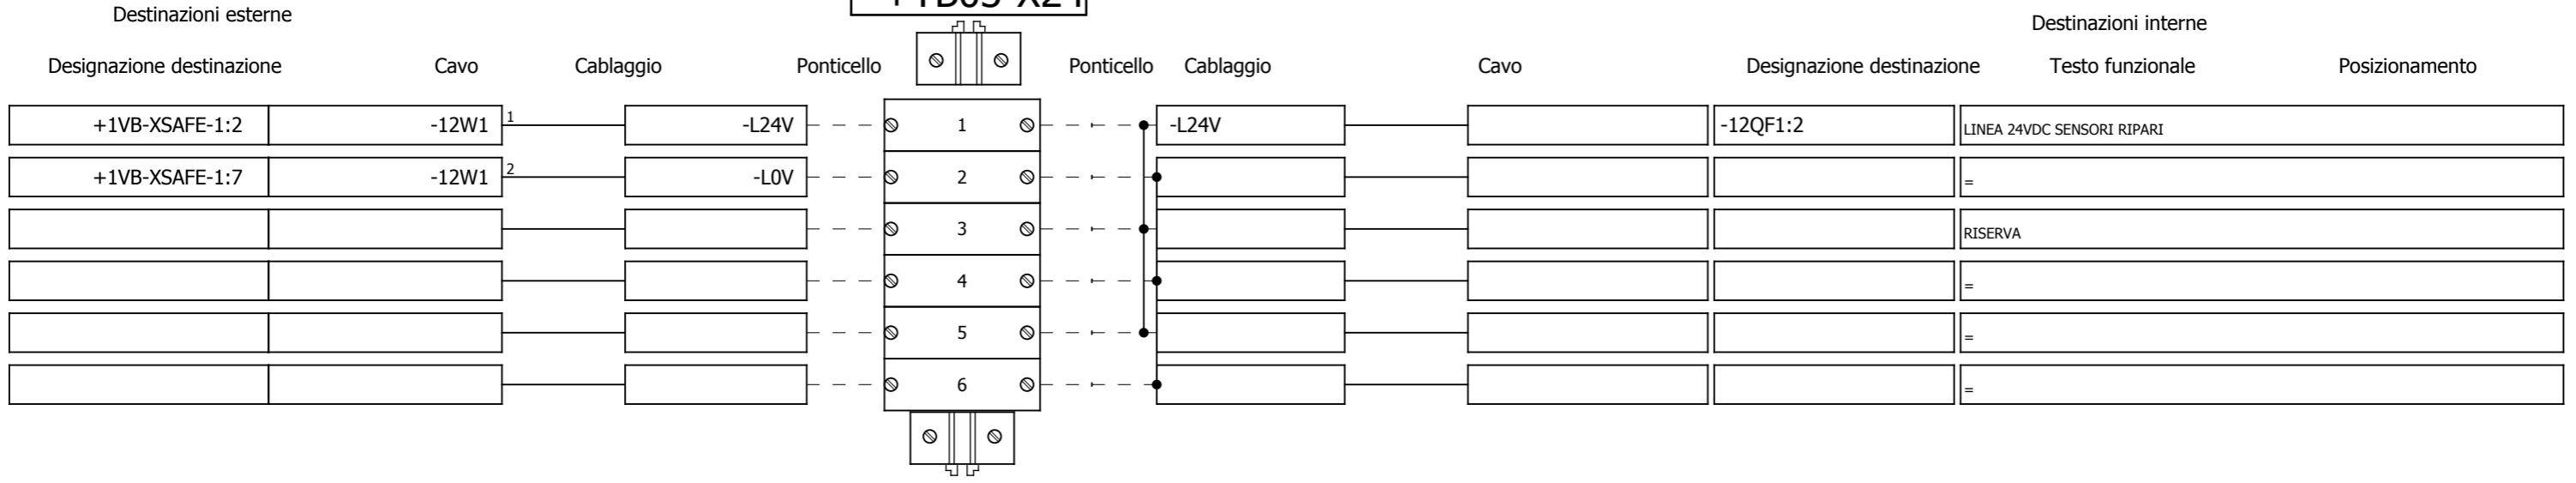 Destinazioni esterne
Destinazioni interne
Designazione destinazione Cavo Cablaggio Ponticello Ponticello Cablaggio Cavo Designazione destinazione Testo funzionale Posizionamento
+1VB-XSAFE-1:2 -12W1 1 -L24V 1 -L24V -12QF1:2 LINEA 24VDC SENSORI RIPARI
+1VB-XSAFE-1:7 -12W1 2 -L0V 2 =
3 RISERVA
4 =
5 =
6 =